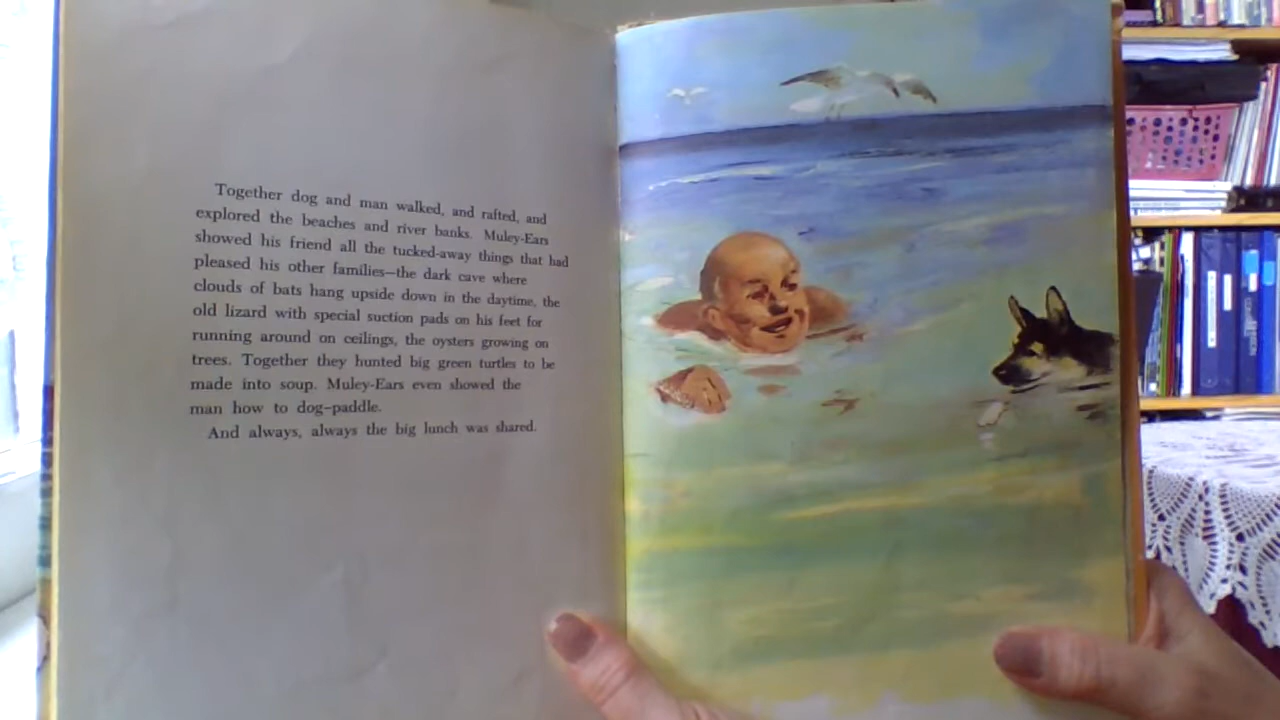 Together dog and man walked, and rafted, and
explored the beaches and river banks. Muley-Ears
showed his friend all the tucked-away things that had
pleased his other families—the dark cave where
clouds of bats hang upside down in the daytime, the
old lizard with special suction pads on his feet for
running around on ceilings, the oysters growing on
trees. Together they hunted big green turtles to be
made into soup. Muley-Ears even showed the
man how to dog-paddle.
And always, always the big lunch was shared.